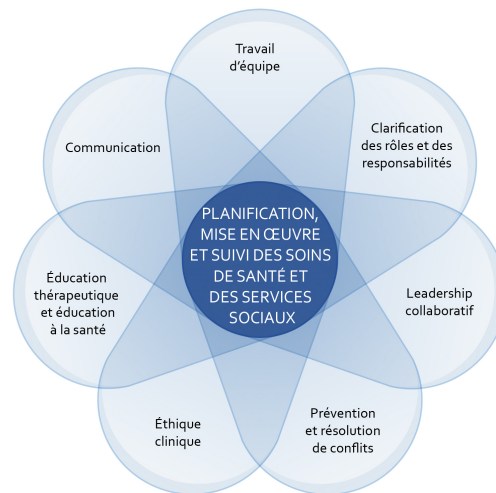 Travail
d'équipe
Clarification
des rôles et des
responsabilités
Leadership
collaboratif
Prévention
et résolution
de conflits
Éthique
clinique
Éducation
thérapeutique
et éducation
à la santé
Communication
PLANIFICATION,
MISE EN ŒUVRE
ET SUIVI DES SOINS
DE SANTÉ ET
DES SERVICES
SOCIAUX